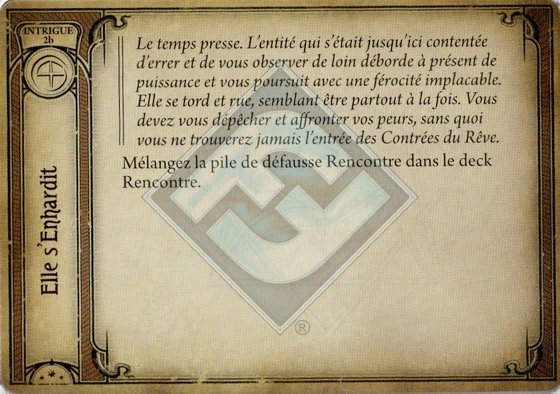 INTRIGUE
2b
Elle s'Enhardit
Le temps presse. L'entité qui s'était jusqu'ici contentée
d'errer et de vous observer de loin déborde à présent de
puissance et vous poursuit avec une férocité implacable.
Elle se tord et rue, semblant être partout à la fois. Vous
devez vous dépêcher et affronter vos peurs, sans quoi
vous ne trouverez jamais l'entrée des Contrées du Rêve.
Mélangez la pile de défausse Rencontre dans le deck
Rencontre.
®